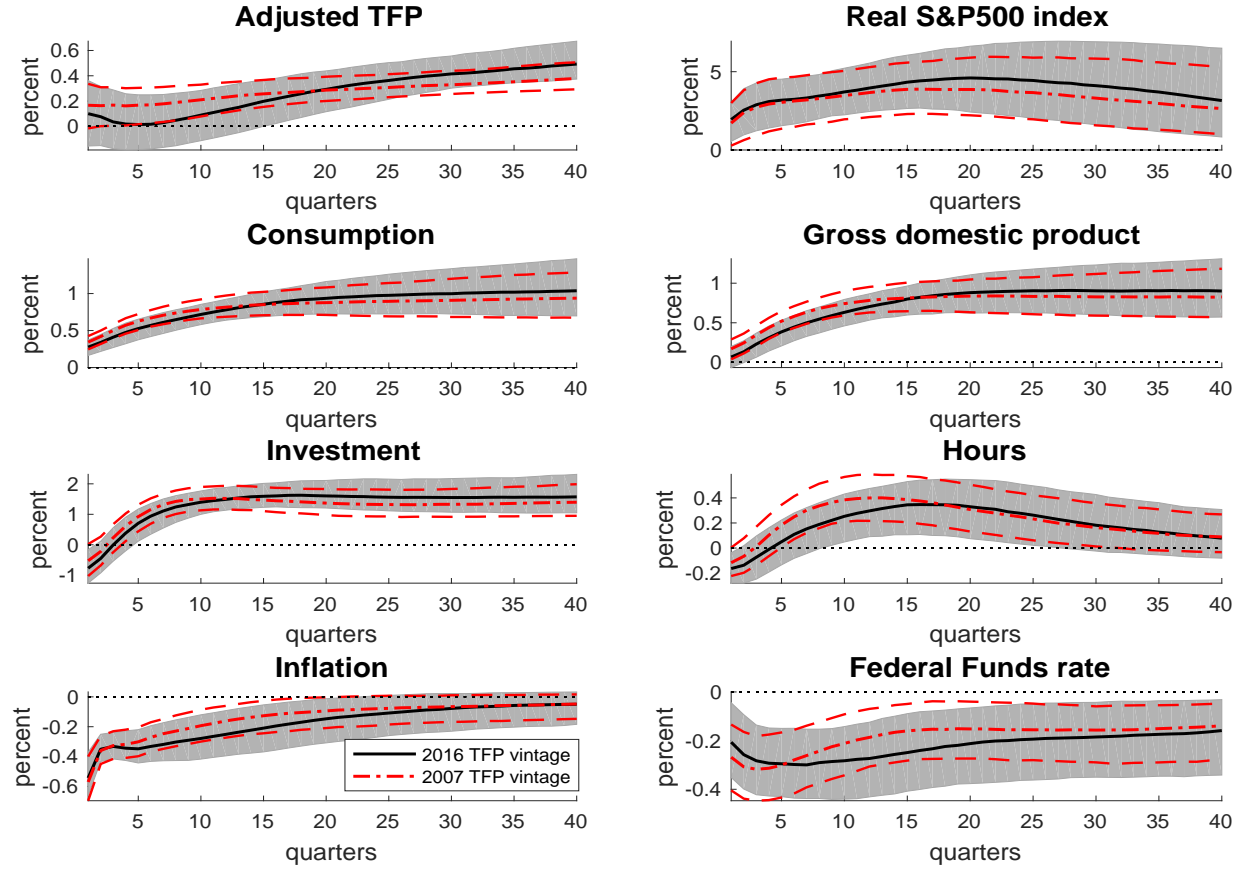 Adjusted TFP
percent
0.6
0.4
0.2
0
5 10 15 20 25 30 35 40
quarters
Real S&P500 index
percent
5
0
5 10 15 20 25 30 35 40
quarters
Consumption
percent
1
0.5
0
5 10 15 20 25 30 35 40
quarters
Gross domestic product
percent
1
0.5
0
5 10 15 20 25 30 35 40
quarters
Investment
percent
2
1
0
-1
5 10 15 20 25 30 35 40
quarters
Hours
percent
0.4
0.2
0
-0.2
5 10 15 20 25 30 35 40
quarters
Inflation
percent
0
-0.2
-0.4
-0.6
2016 TFP vintage
2007 TFP vintage
5 10 15 20 25 30 35 40
quarters
Federal Funds rate
percent
0
-0.2
-0.4
5 10 15 20 25 30 35 40
quarters